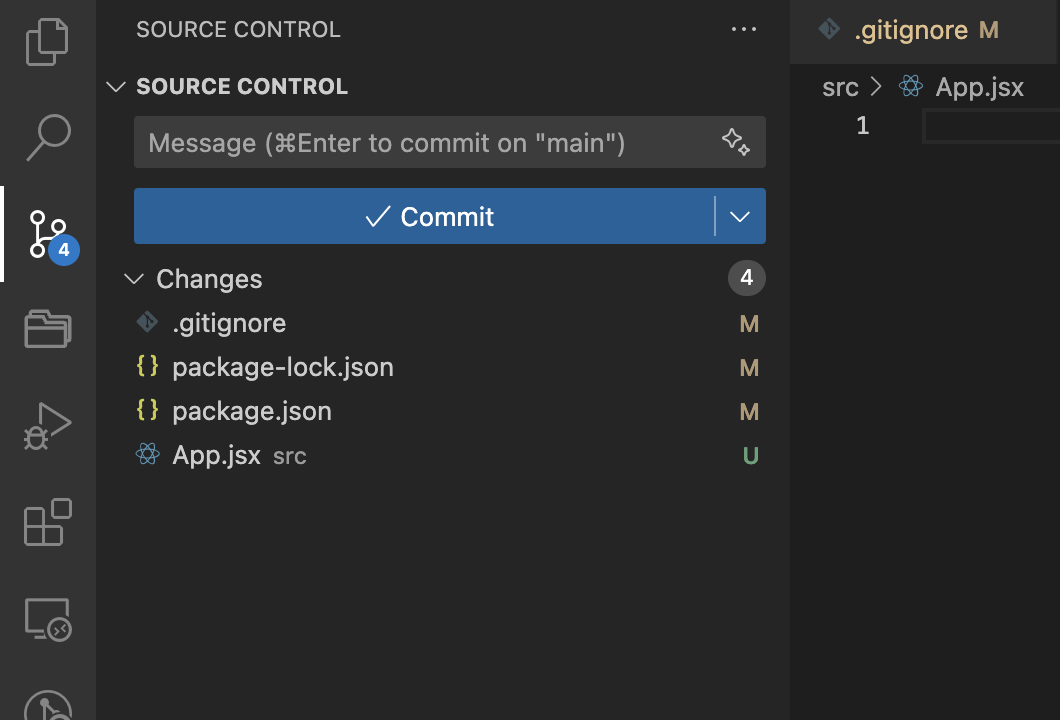 SOURCE CONTROL
SOURCE CONTROL
Message (⌘Enter to commit on "main")
Commit
Changes 4
.gitignore M
{} package-lock.json M
{} package.json M
App.jsx src U
4
.gitignore M
src > App.jsx
1